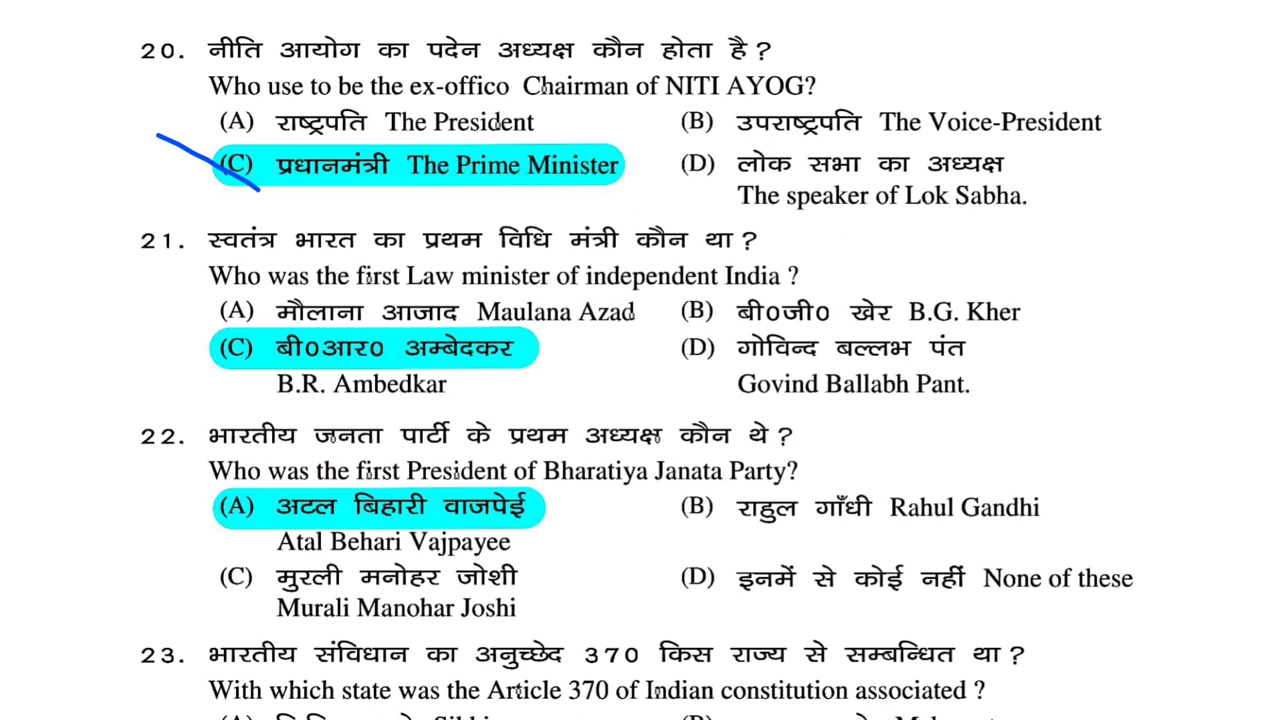 20. नीति आयोग का पदेन अध्यक्ष कौन होता है ?
Who use to be the ex-offico Chairman of NITI AYOG?
(A) राष्ट्रपति The President (B) उपराष्ट्रपति The Voice-President
(C) प्रधानमंत्री The Prime Minister (D) लोक सभा का अध्यक्ष
The speaker of Lok Sabha.
21. स्वतंत्र भारत का प्रथम विधि मंत्री कौन था ?
Who was the first Law minister of independent India ?
(A) मौलाना आजाद Maulana Azad (B) बी0जी0 खेर B.G. Kher
(C) बी0आर0 अम्बेदकर (D) गोविन्द बल्लभ पंत
B.R. Ambedkar Govind Ballabh Pant.
22. भारतीय जनता पार्टी के प्रथम अध्यक्ष कौन थे ?
Who was the first President of Bharatiya Janata Party?
(A) अटल बिहारी वाजपेई (B) राहुल गाँधी Rahul Gandhi
Atal Behari Vajpayee
(C) मुरली मनोहर जोशी (D) इनमें से कोई नहीं None of these
Murali Manohar Joshi
23. भारतीय संविधान का अनुच्छेद 370 किस राज्य से सम्बन्धित था ?
With which state was the Article 370 of Indian constitution associated ?